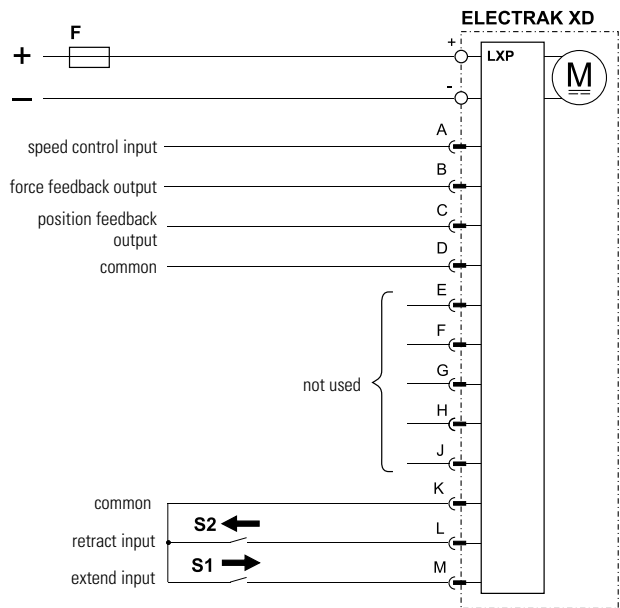 ELECTRAK XD
F
+
+
LXP
M
−
-
A
speed control input
B
force feedback output
C
position feedback
output
D
common
E
F
G
not used
H
J
K
common
S2
L
retract input
S1
M
extend input